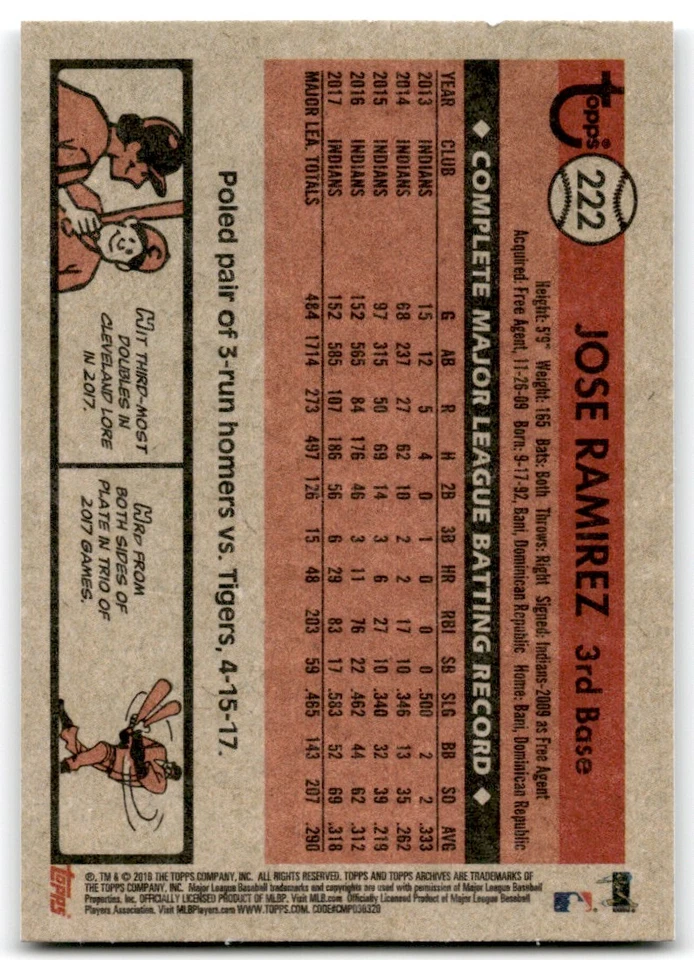 topps®
222
JOSE RAMIREZ 3rd Base
Height: 5'9" Weight: 165 Bats: Both Throws: Right Signed: Indians-2009 as Free Agent
Acquired: Free Agent, 11-26-09 Born: 9-17-92, Bani, Dominican Republic Home: Bani, Dominican Republic
◆ COMPLETE MAJOR LEAGUE BATTING RECORD ◆
YEAR CLUB G AB R H 2B 3B HR RBI SB SLG BB SO AVG
2013 INDIANS 15 12 5 4 0 1 0 0 0 .500 2 2 .333
2014 INDIANS 68 237 27 62 10 2 2 17 10 .346 13 35 .262
2015 INDIANS 97 315 50 69 14 3 6 27 10 .340 32 39 .219
2016 INDIANS 152 565 84 176 46 3 11 76 22 .462 44 62 .312
2017 INDIANS 152 585 107 186 56 6 29 83 17 .583 52 69 .318
MAJOR LEA. TOTALS 484 1714 273 497 126 15 48 203 59 .465 143 207 .290
Poled pair of 3-run homers vs. Tigers, 4-15-17.
HIT THIRD-MOST
DOUBLES IN
CLEVELAND LORE
IN 2017.
HRD FROM
BOTH SIDES OF
PLATE IN TRIO OF
2017 GAMES.
®, TM & © 2018 THE TOPPS COMPANY, INC. ALL RIGHTS RESERVED. TOPPS AND TOPPS ARCHIVES ARE TRADEMARKS OF
THE TOPPS COMPANY, INC. Major League Baseball trademarks and copyrights are used with permission of Major League Baseball
Properties, Inc. OFFICIALLY LICENSED PRODUCT OF MLBP. Visit MLB.com Officially Licensed Product of Major League Baseball
Players Association. Visit MLBPlayers.com WWW.TOPPS.COM. CODE#CMP056320
topps